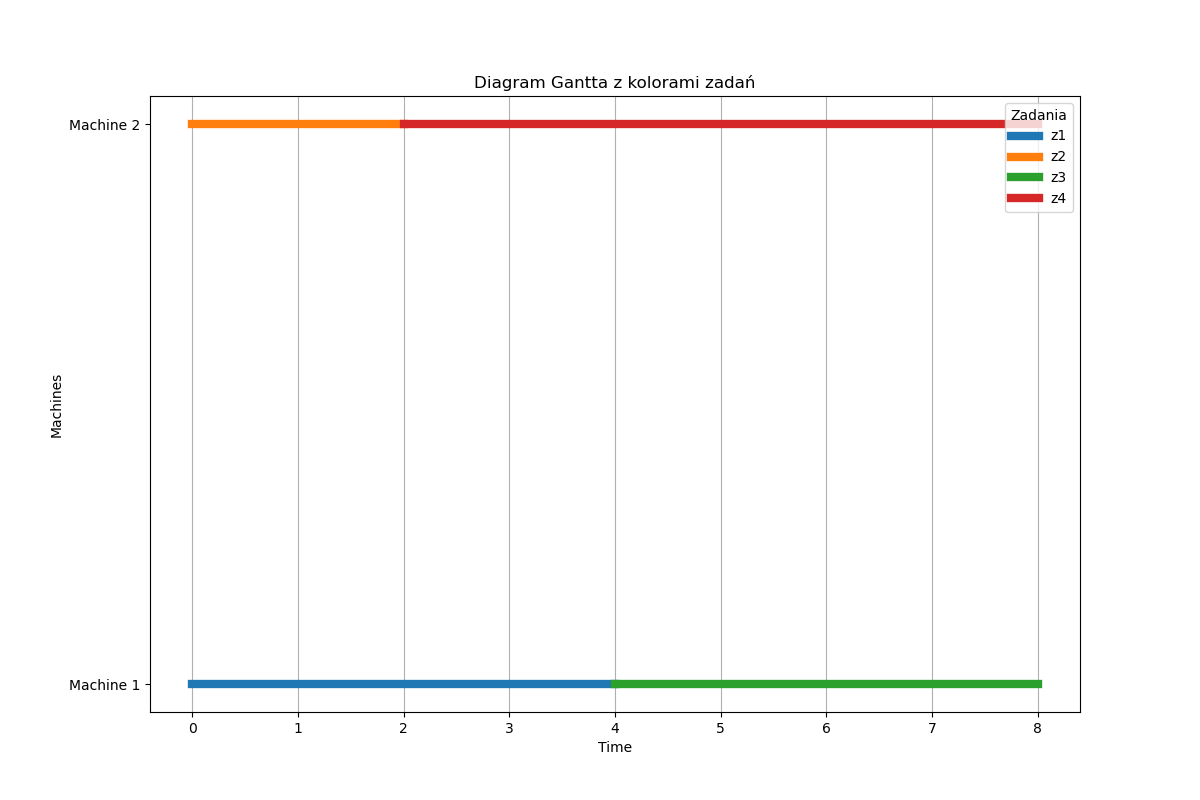 Diagram Gantta z kolorami zadań
Machine 2
Zadania
z1
z2
z3
z4
Machines
Machine 1
0 1 2 3 4 5 6 7 8
Time